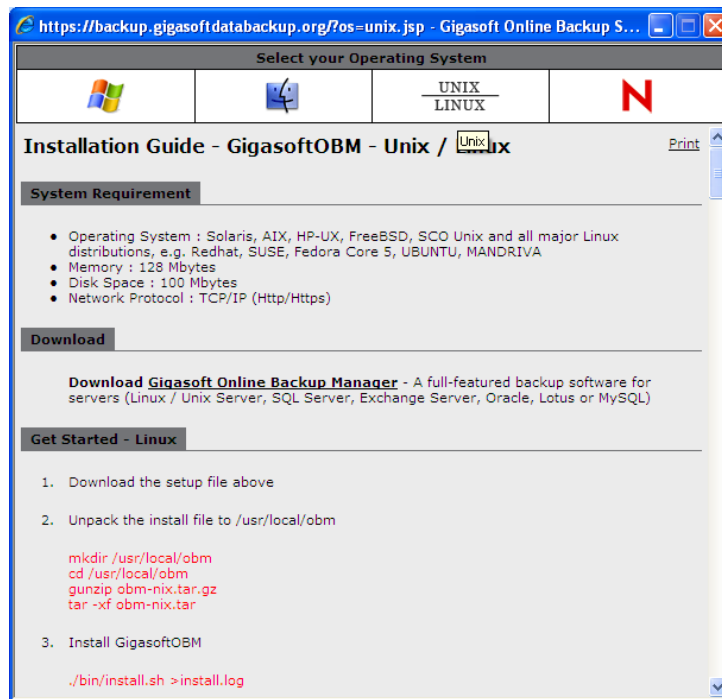 https://backup.gigasoftdatabackup.org/?os=unix.jsp - Gigasoft Online Backup S...
Select your Operating System
UNIX
LINUX
N
Installation Guide - GigasoftOBM - Unix / Linux
Unix
Print
System Requirement
• Operating System : Solaris, AIX, HP-UX, FreeBSD, SCO Unix and all major Linux
distributions, e.g. Redhat, SUSE, Fedora Core 5, UBUNTU, MANDRIVA
• Memory : 128 Mbytes
• Disk Space : 100 Mbytes
• Network Protocol : TCP/IP (Http/Https)
Download
Download Gigasoft Online Backup Manager - A full-featured backup software for
servers (Linux / Unix Server, SQL Server, Exchange Server, Oracle, Lotus or MySQL)
Get Started - Linux
1. Download the setup file above
2. Unpack the install file to /usr/local/obm
mkdir /usr/local/obm
cd /usr/local/obm
gunzip obm-nix.tar.gz
tar -xf obm-nix.tar
3. Install GigasoftOBM
./bin/install.sh >install.log